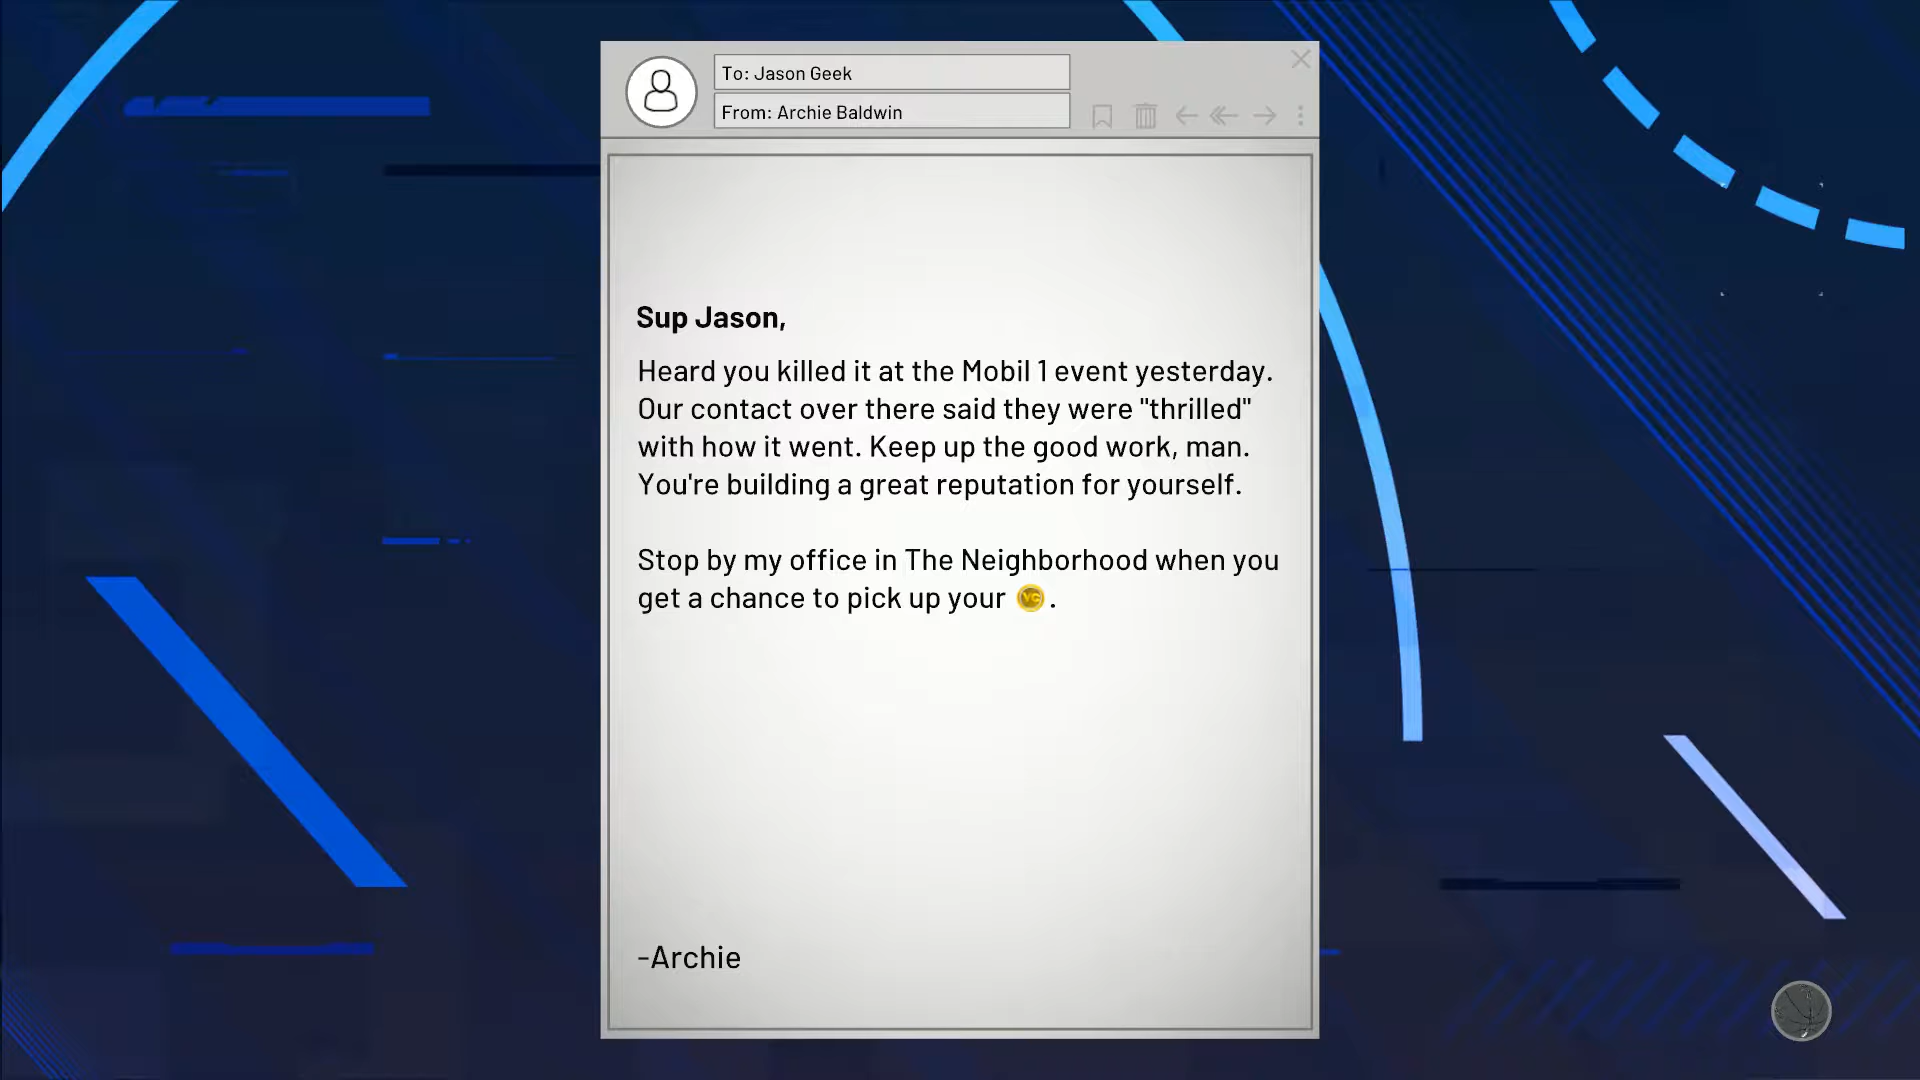 To: Jason Geek
From: Archie Baldwin
Sup Jason,
Heard you killed it at the Mobil 1 event yesterday.
Our contact over there said they were "thrilled"
with how it went. Keep up the good work, man.
You're building a great reputation for yourself.
Stop by my office in The Neighborhood when you
get a chance to pick up your VC .
-Archie